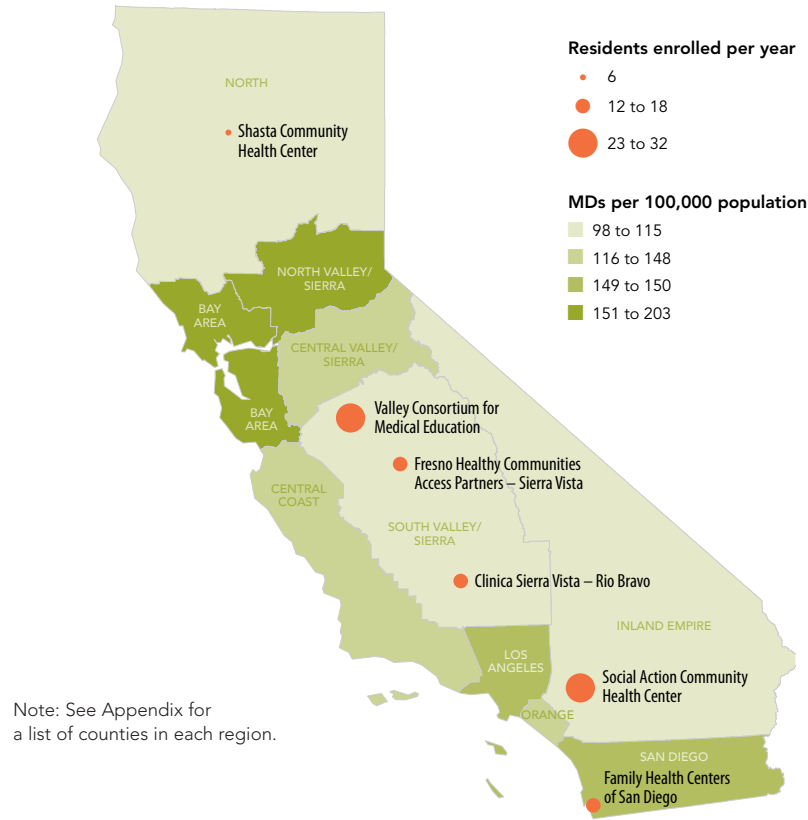 Residents enrolled per year
6
12 to 18
23 to 32
MDs per 100,000 population
98 to 115
116 to 148
149 to 150
151 to 203
NORTH
Shasta Community
Health Center
NORTH VALLEY/
SIERRA
BAY
AREA
CENTRAL VALLEY/
SIERRA
BAY
AREA
Valley Consortium for
Medical Education
Fresno Healthy Communities
Access Partners – Sierra Vista
CENTRAL
COAST
SOUTH VALLEY/
SIERRA
Clinica Sierra Vista – Rio Bravo
INLAND EMPIRE
LOS
ANGELES
Social Action Community
Health Center
ORANGE
SAN DIEGO
Family Health Centers
of San Diego
Note: See Appendix for
a list of counties in each region.